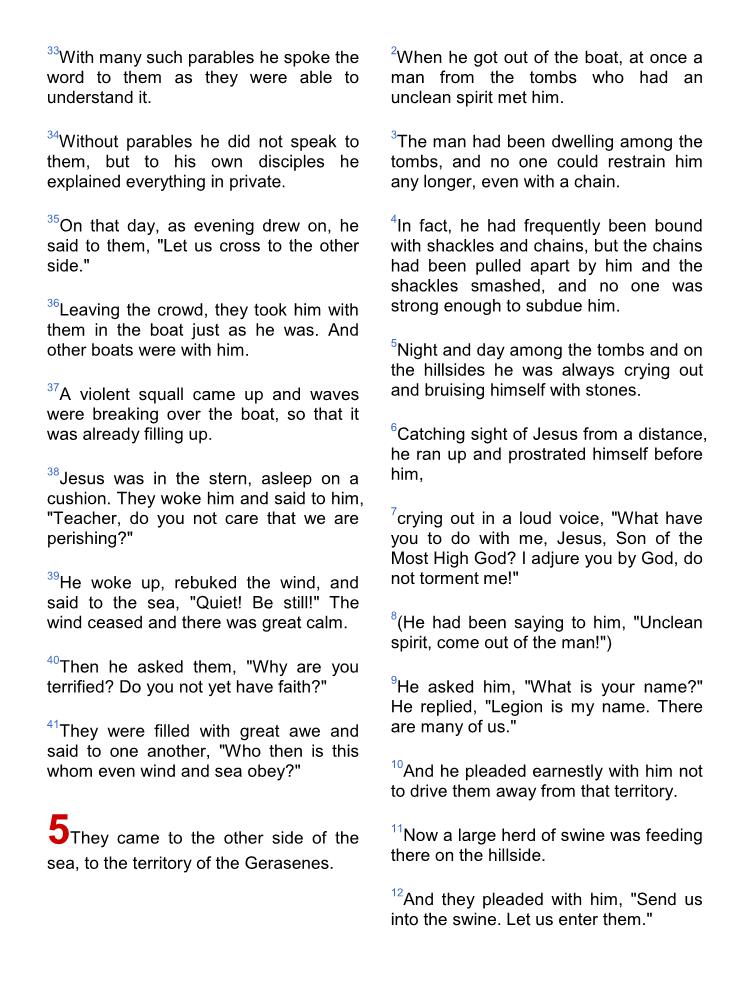 33With many such parables he spoke the
word to them as they were able to
understand it.
34Without parables he did not speak to
them, but to his own disciples he
explained everything in private.
35On that day, as evening drew on, he
said to them, "Let us cross to the other
side."
36Leaving the crowd, they took him with
them in the boat just as he was. And
other boats were with him.
37A violent squall came up and waves
were breaking over the boat, so that it
was already filling up.
38Jesus was in the stern, asleep on a
cushion. They woke him and said to him,
"Teacher, do you not care that we are
perishing?"
39He woke up, rebuked the wind, and
said to the sea, "Quiet! Be still!" The
wind ceased and there was great calm.
40Then he asked them, "Why are you
terrified? Do you not yet have faith?"
41They were filled with great awe and
said to one another, "Who then is this
whom even wind and sea obey?"
5They came to the other side of the
sea, to the territory of the Gerasenes.
2When he got out of the boat, at once a
man from the tombs who had an
unclean spirit met him.
3The man had been dwelling among the
tombs, and no one could restrain him
any longer, even with a chain.
4In fact, he had frequently been bound
with shackles and chains, but the chains
had been pulled apart by him and the
shackles smashed, and no one was
strong enough to subdue him.
5Night and day among the tombs and on
the hillsides he was always crying out
and bruising himself with stones.
6Catching sight of Jesus from a distance,
he ran up and prostrated himself before
him,
7crying out in a loud voice, "What have
you to do with me, Jesus, Son of the
Most High God? I adjure you by God, do
not torment me!"
8(He had been saying to him, "Unclean
spirit, come out of the man!")
9He asked him, "What is your name?"
He replied, "Legion is my name. There
are many of us."
10And he pleaded earnestly with him not
to drive them away from that territory.
11Now a large herd of swine was feeding
there on the hillside.
12And they pleaded with him, "Send us
into the swine. Let us enter them."